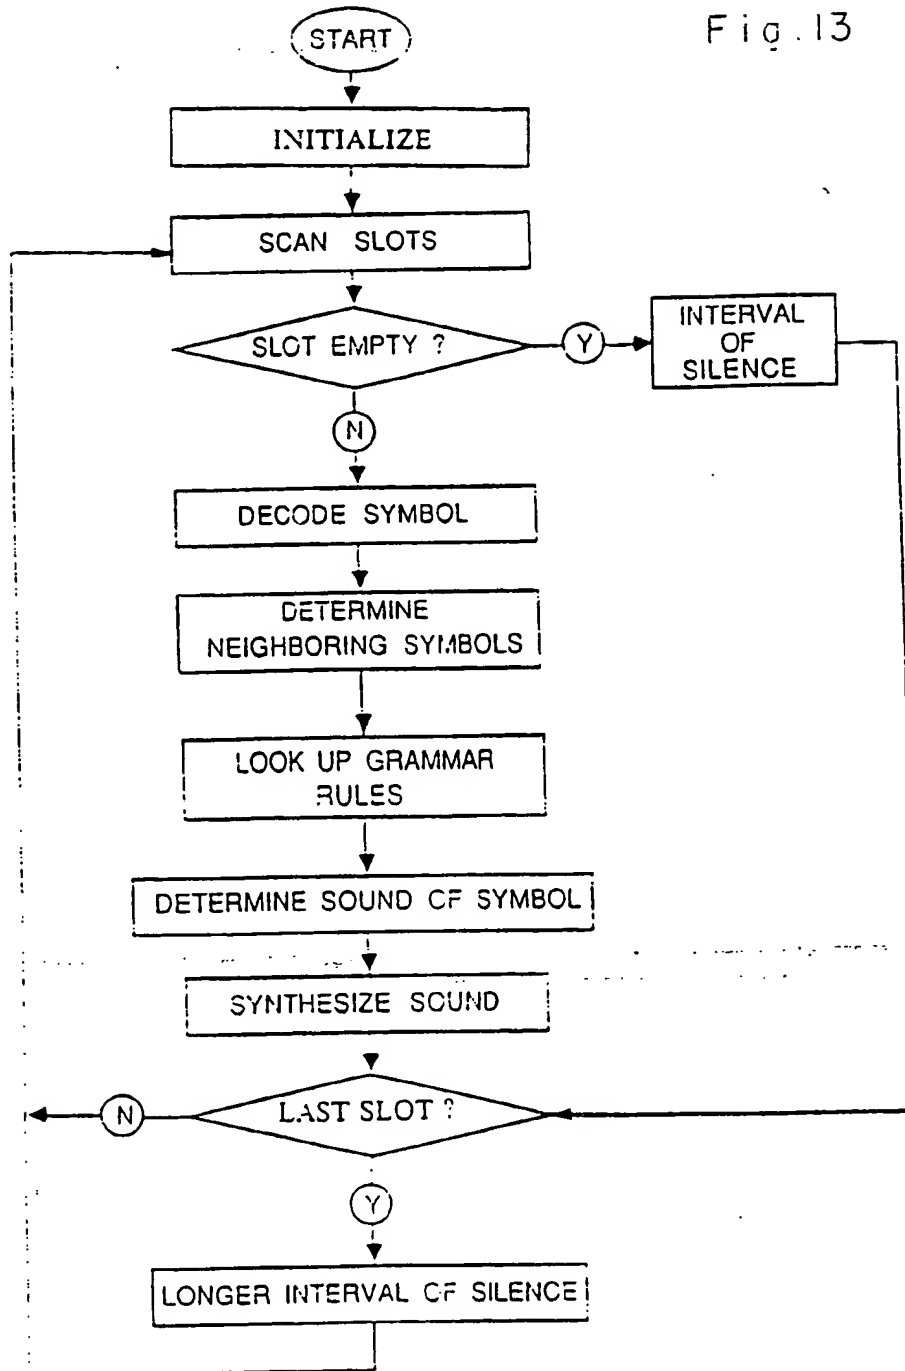 Fig.13
START
INITIALIZE
SCAN SLOTS
SLOT EMPTY ?
Y
INTERVAL
OF
SILENCE
N
DECODE SYMBOL
DETERMINE
NEIGHBORING SYMBOLS
LOOK UP GRAMMAR
RULES
DETERMINE SOUND OF SYMBOL
SYNTHESIZE SOUND
LAST SLOT ?
N
Y
LONGER INTERVAL OF SILENCE